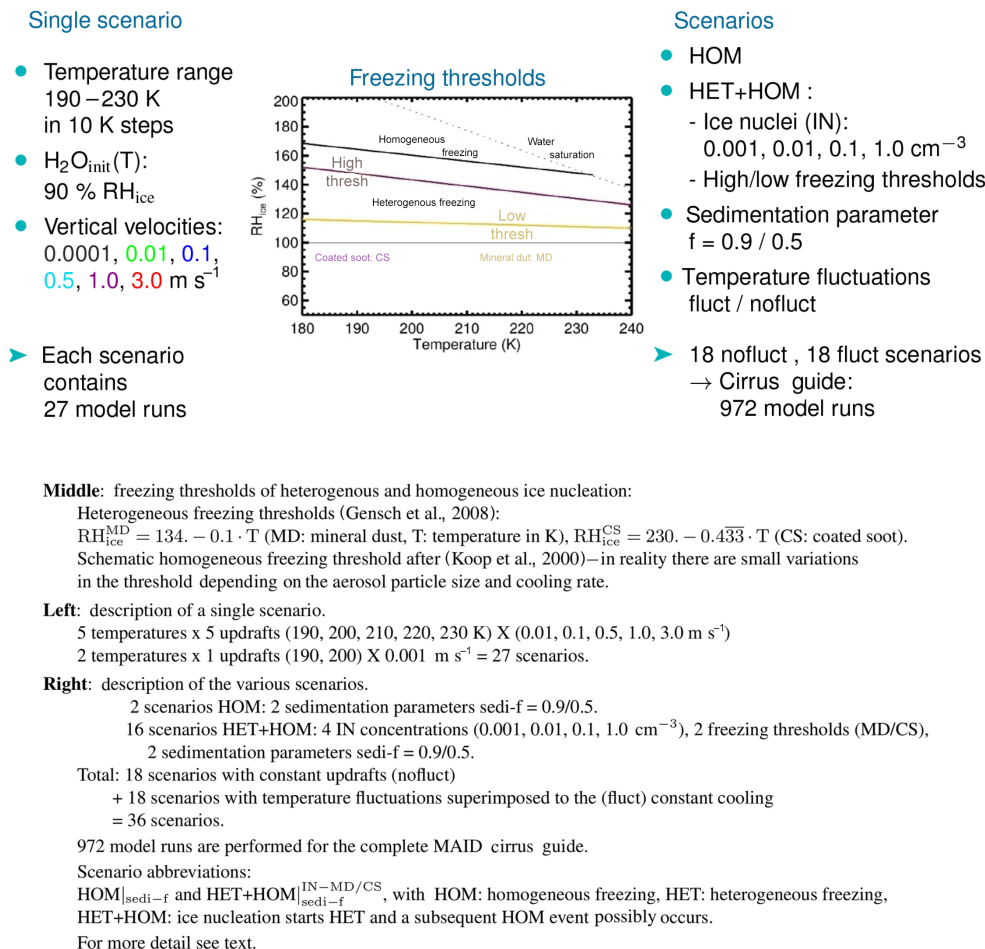 Single scenario
Temperature range
190 – 230 K
in 10 K steps
H₂O_init(T):
90 % RH_ice
Vertical velocities:
0.0001, 0.01, 0.1,
0.5, 1.0, 3.0 m s⁻¹
Each scenario
contains
27 model runs
Freezing thresholds
RH_ice (%)
200
180
160
140
120
100
80
60
Homogeneous
freezing
Water
saturation
High
thresh
Heterogenous freezing
Low
thresh
Coated soot: CS
Mineral dut: MD
180 190 200 210 220 230 240
Temperature (K)
Scenarios
HOM
HET+HOM :
- Ice nuclei (IN):
0.001, 0.01, 0.1, 1.0 cm⁻³
- High/low freezing thresholds
Sedimentation parameter
f = 0.9 / 0.5
Temperature fluctuations
fluct / nofluct
18 nofluct , 18 fluct scenarios
→ Cirrus guide:
972 model runs
Middle: freezing thresholds of heterogenous and homogeneous ice nucleation:
Heterogeneous freezing thresholds (Gensch et al., 2008):
RH_ice^MD = 134. − 0.1 · T (MD: mineral dust, T: temperature in K), RH_ice^CS = 230. − 0.43̅3̅ · T (CS: coated soot).
Schematic homogeneous freezing threshold after (Koop et al., 2000)–in reality there are small variations
in the threshold depending on the aerosol particle size and cooling rate.
Left: description of a single scenario.
5 temperatures x 5 updrafts (190, 200, 210, 220, 230 K) X (0.01, 0.1, 0.5, 1.0, 3.0 m s⁻¹)
2 temperatures x 1 updrafts (190, 200) X 0.001 m s⁻¹ = 27 scenarios.
Right: description of the various scenarios.
2 scenarios HOM: 2 sedimentation parameters sedi-f = 0.9/0.5.
16 scenarios HET+HOM: 4 IN concentrations (0.001, 0.01, 0.1, 1.0 cm⁻³), 2 freezing thresholds (MD/CS),
2 sedimentation parameters sedi-f = 0.9/0.5.
Total: 18 scenarios with constant updrafts (nofluct)
+ 18 scenarios with temperature fluctuations superimposed to the (fluct) constant cooling
= 36 scenarios.
972 model runs are performed for the complete MAID cirrus guide.
Scenario abbreviations:
HOM|_sedi−f and HET+HOM|_sedi−f^IN−MD/CS, with HOM: homogeneous freezing, HET: heterogeneous freezing,
HET+HOM: ice nucleation starts HET and a subsequent HOM event possibly occurs.
For more detail see text.